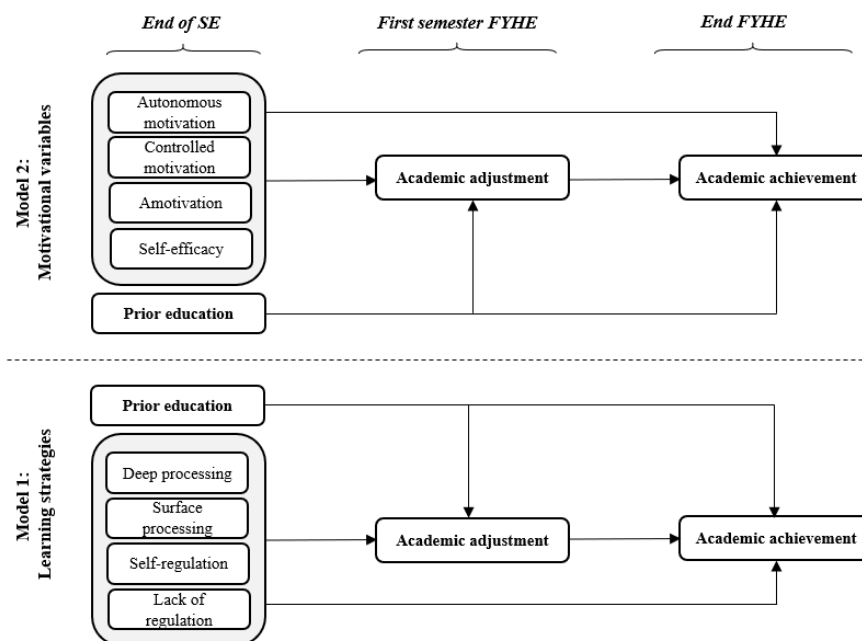 End of SE
First semester FYHE
End FYHE
Model 2:
Motivational variables
Autonomous
motivation
Controlled
motivation
Amotivation
Self-efficacy
Prior education
Academic adjustment
Academic achievement
Model 1:
Learning strategies
Prior education
Deep processing
Surface
processing
Self-regulation
Lack of
regulation
Academic adjustment
Academic achievement